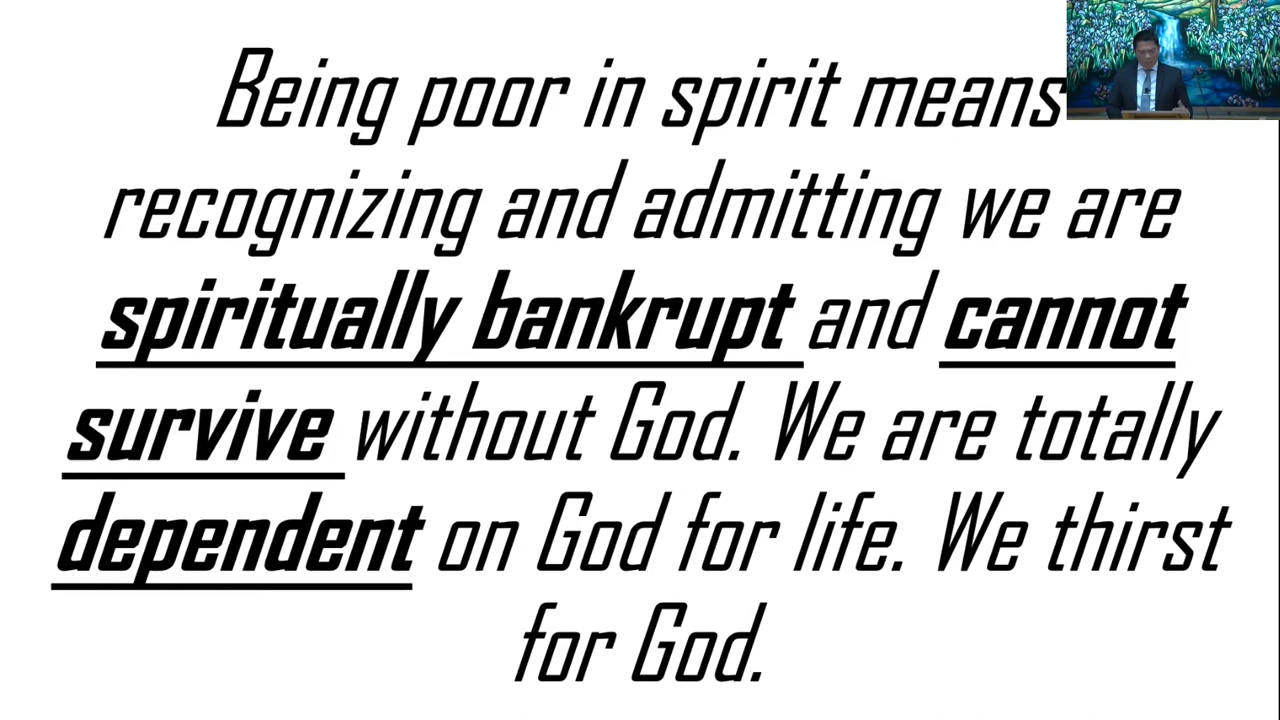 Being poor in spirit means
recognizing and admitting we are
spiritually bankrupt and cannot
survive without God. We are totally
dependent on God for life. We thirst
for God.